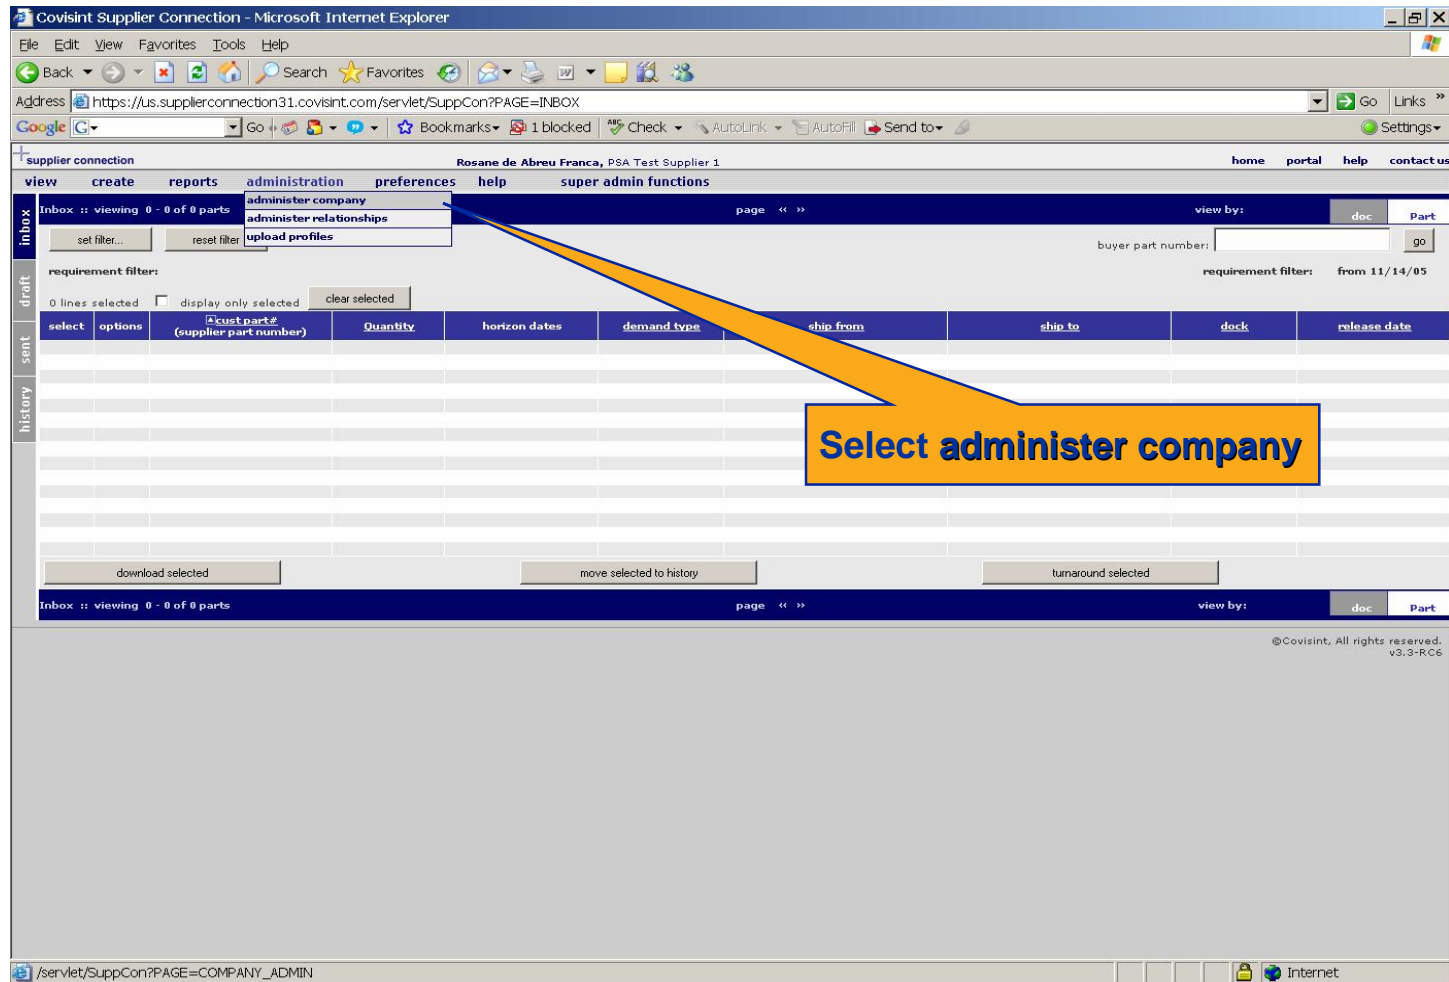 Covisint Supplier Connection - Microsoft Internet Explorer
File Edit View Favorites Tools Help
Back Search Favorites
Address https://us.supplierconnection31.covisint.com/servlet/SuppCon?PAGE=INBOX Go Links »
Google G Go Bookmarks 1 blocked ABC Check AutoLink AutoFill Send to Settings
supplier connection Rosane de Abreu Franca, PSA Test Supplier 1 home portal help contact us
view create reports administration preferences help super admin functions
administer company
administer relationships
upload profiles
inbox
draft
sent
history
Inbox :: viewing 0 - 0 of 0 parts page ‹‹ ›› view by: doc Part
set filter... reset filter buyer part number: go
requirement filter: requirement filter: from 11/14/05
0 lines selected display only selected clear selected
select options cust part# (supplier part number) Quantity horizon dates demand type ship from ship to dock release date
Select administer company
download selected move selected to history turnaround selected
Inbox :: viewing 0 - 0 of 0 parts page ‹‹ ›› view by: doc Part
©Covisint, All rights reserved.
v3.3-RC6
/servlet/SuppCon?PAGE=COMPANY_ADMIN Internet